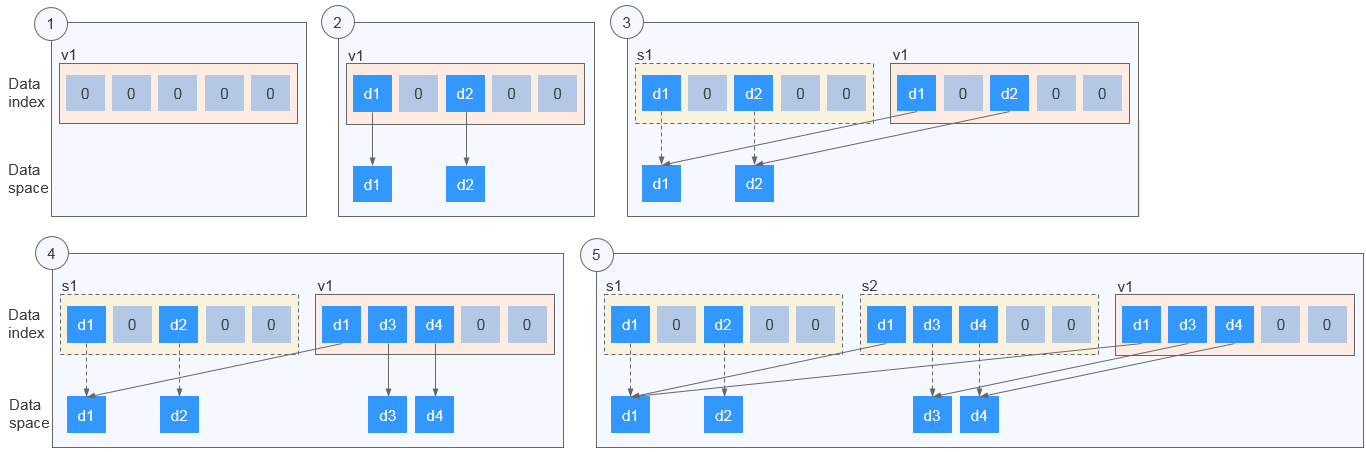 1
2
3
v1
v1
s1
v1
Data
index
0 0 0 0 0
d1 0 d2 0 0
d1 0 d2 0 0
d1 0 d2 0 0
Data
space
d1 d2
d1 d2
4
5
s1
v1
s1
s2
v1
Data
index
d1 0 d2 0 0
d1 d3 d4 0 0
d1 0 d2 0 0
d1 d3 d4 0 0
d1 d3 d4 0 0
Data
space
d1 d2 d3 d4
d1 d2 d3 d4